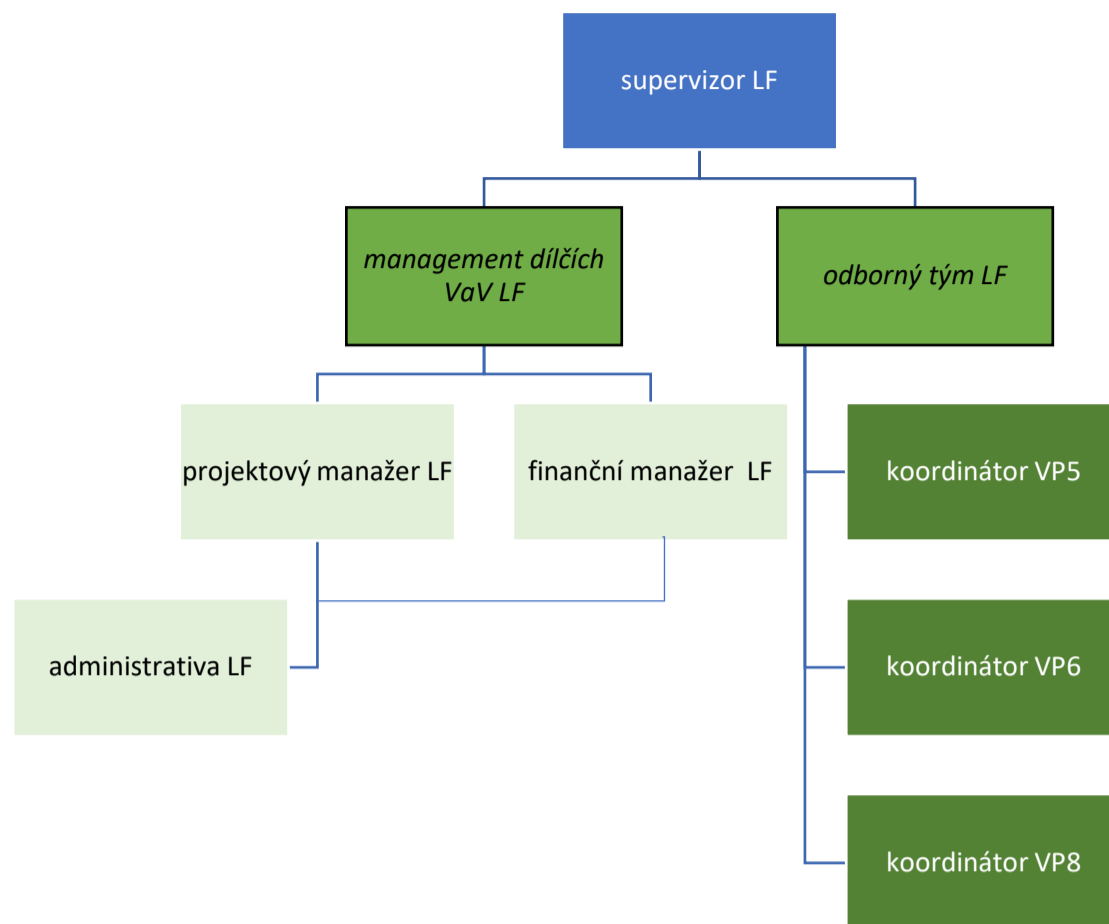 supervizor LF
management dílčích
VaV LF
odborný tým LF
projektový manažer LF
finanční manažer  LF
koordinátor VP5
administrativa LF
koordinátor VP6
koordinátor VP8